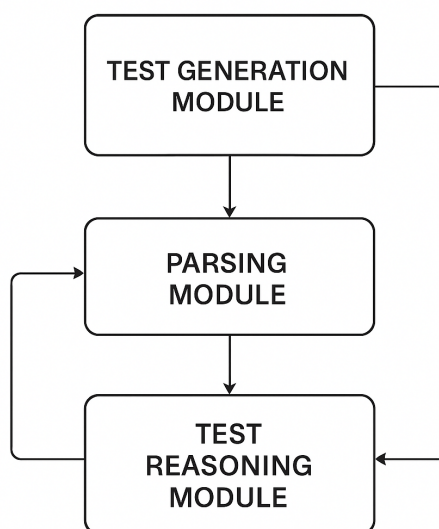 TEST GENERATION
MODULE
PARSING
MODULE
TEST
REASONING
MODULE